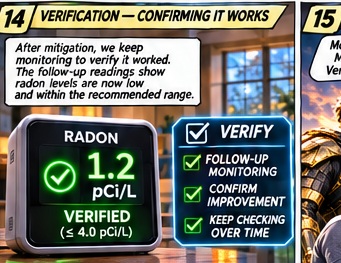 14 VERIFICATION — CONFIRMING IT WORKS
After mitigation, we keep
monitoring to verify it worked.
The follow-up readings show
radon levels are now low
and within the recommended range.
RADON
1.2
pCi/L
VERIFIED
(≤ 4.0 pCi/L)
VERIFY
FOLLOW-UP
MONITORING
CONFIRM
IMPROVEMENT
KEEP CHECKING
OVER TIME
15